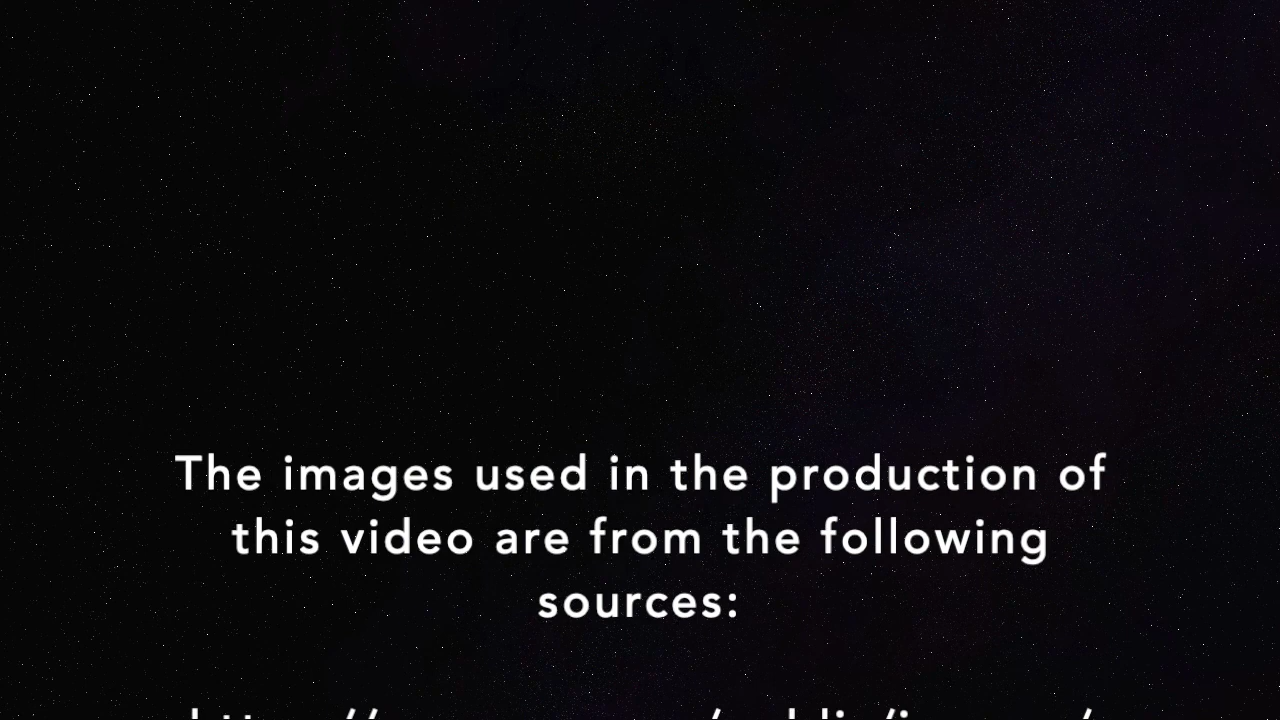 The images used in the production of
this video are from the following
sources: